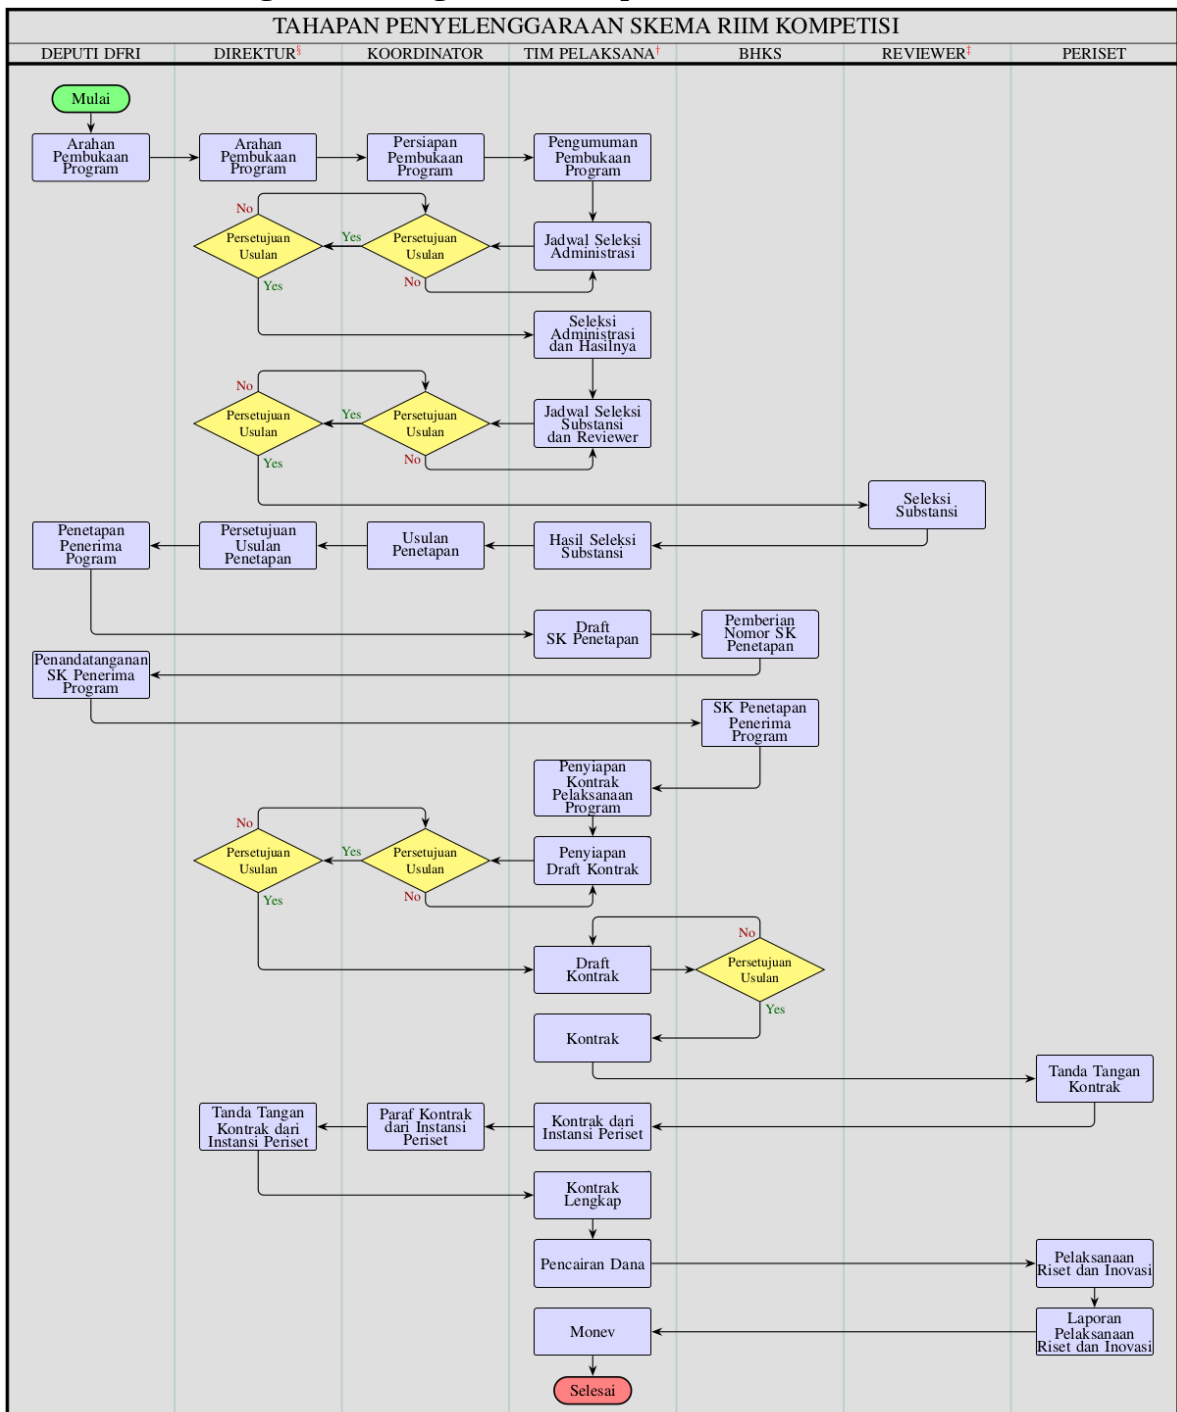 TAHAPAN PENYELENGGARAAN SKEMA RIIM KOMPETISI
DEPUTI DFRI
DIREKTUR§
KOORDINATOR
TIM PELAKSANA†
BHKS
REVIEWER‡
PERISET
Mulai
Arahan
Pembukaan
Program
Arahan
Pembukaan
Program
Persiapan
Pembukaan
Program
Pengumuman
Pembukaan
Program
No
Persetujuan
Usulan
Yes
Yes
Persetujuan
Usulan
No
Jadwal Seleksi
Administrasi
Seleksi
Administrasi
dan Hasilnya
No
Persetujuan
Usulan
Yes
Yes
Persetujuan
Usulan
No
Jadwal Seleksi
Substansi
dan Reviewer
Seleksi
Substansi
Penetapan
Penerima
Pogram
Persetujuan
Usulan
Penetapan
Usulan
Penetapan
Hasil Seleksi
Substansi
Draft
SK Penetapan
Pemberian
Nomor SK
Penetapan
Penandatanganan
SK Penerima
Program
SK Penetapan
Penerima
Program
Penyiapan
Kontrak
Pelaksanaan
Program
No
Persetujuan
Usulan
Yes
Yes
Persetujuan
Usulan
No
Penyiapan
Draft Kontrak
Draft
Kontrak
No
Persetujuan
Usulan
Yes
Kontrak
Tanda Tangan
Kontrak
Tanda Tangan
Kontrak dari
Instansi Periset
Paraf Kontrak
dari Instansi
Periset
Kontrak dari
Instansi Periset
Kontrak
Lengkap
Pencairan Dana
Pelaksanaan
Riset dan Inovasi
Monev
Laporan
Pelaksanaan
Riset dan Inovasi
Selesai